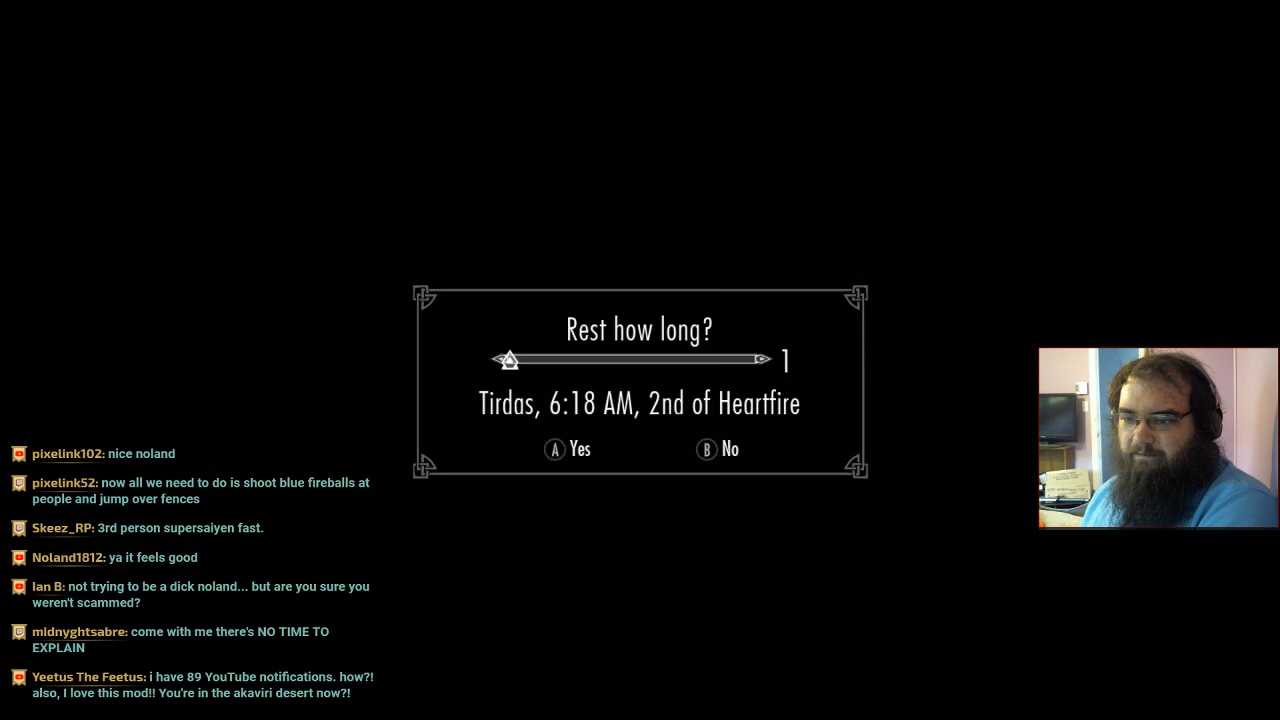 Rest how long?
1
Tirdas, 6:18 AM, 2nd of Heartfire
A Yes
B No
pixelink102: nice noland
pixelink52: now all we need to do is shoot blue fireballs at
people and jump over fences
Skeez_RP: 3rd person supersaiyen fast.
Noland1812: ya it feels good
Ian B: not trying to be a dick noland... but are you sure you
weren't scammed?
midnyghtsabre: come with me there's NO TIME TO
EXPLAIN
Yeetus The Feetus: i have 89 YouTube notifications. how?!
also, I love this mod!! You're in the akaviri desert now?!